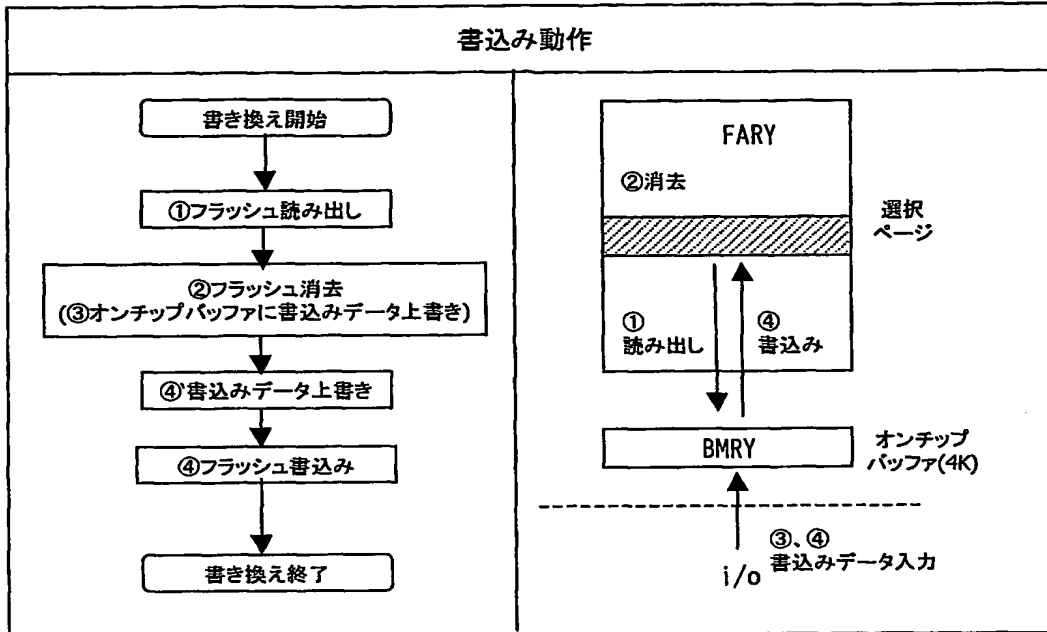 書込み動作
書き換え開始
①フラッシュ読み出し
②フラッシュ消去
(③オンチップバッファに書込みデータ上書き)
④'書込みデータ上書き
④フラッシュ書込み
書き換え終了
FARY
②消去
選択
ページ
①
読み出し
④
書込み
BMRY
オンチップ
バッファ(4K)
③、④
書込みデータ入力
i/o